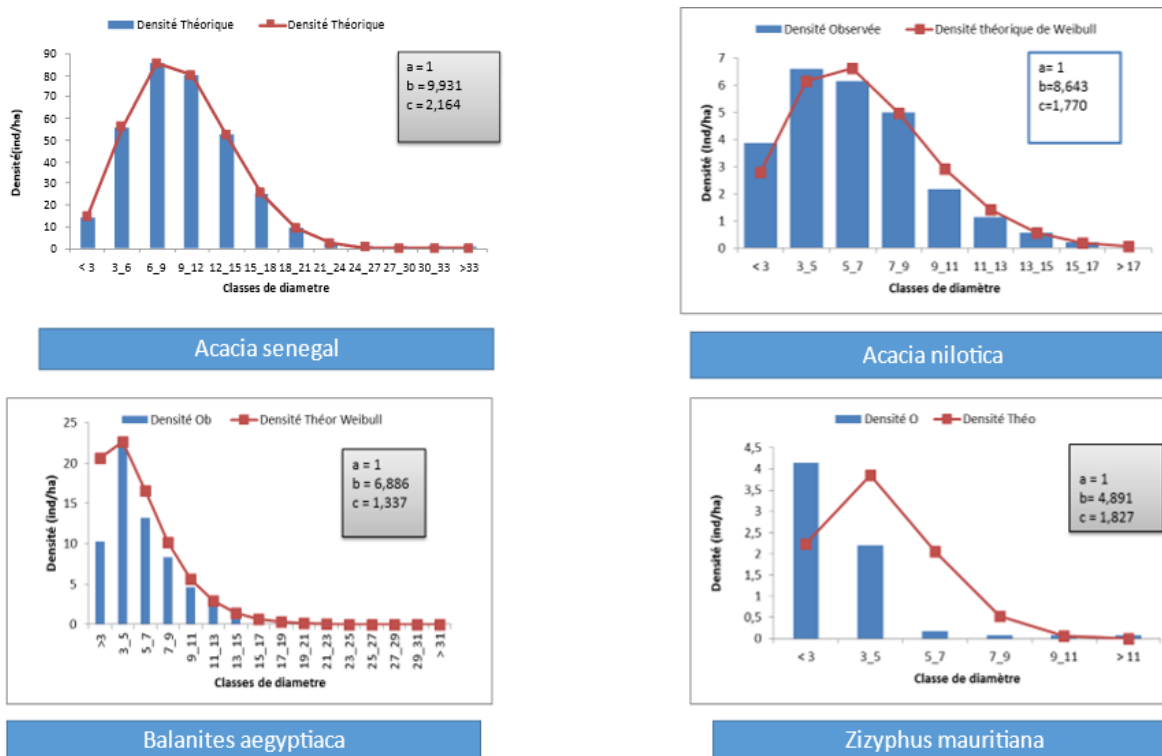 Densité Théorique Densité Théorique
Densité(ind/ha)
90
80
70
60
50
40
30
20
10
0
a = 1
b = 9,931
c = 2,164
< 3 3_6 6_9 9_12 12_15 15_18 18_21 21_24 24_27 27_30 30_33 >33
Classes de diametre
Acacia senegal
Densité Observée Densité théorique de Weibull
Densité (Ind/ha)
7
6
5
4
3
2
1
0
a= 1
b=8,643
c=1,770
< 3 3_5 5_7 7_9 9_11 11_13 13_15 15_17 > 17
Classes de diamètre
Acacia nilotica
Densité Ob Densité Théor Weibull
Densité (ind/ha)
25
20
15
10
5
0
a = 1
b = 6,886
c = 1,337
>3 3_5 5_7 7_9 9_11 11_13 13_15 15_17 17_19 19_21 21_23 23_25 25_27 27_29 29_31 > 31
Classes de diametre
Balanites aegyptiaca
Densité O Densité Théo
Densité (ind/ha)
4,5
4
3,5
3
2,5
2
1,5
1
0,5
0
a = 1
b= 4,891
c = 1,827
< 3 3_5 5_7 7_9 9_11 > 11
Classe de diamètre
Zizyphus mauritiana